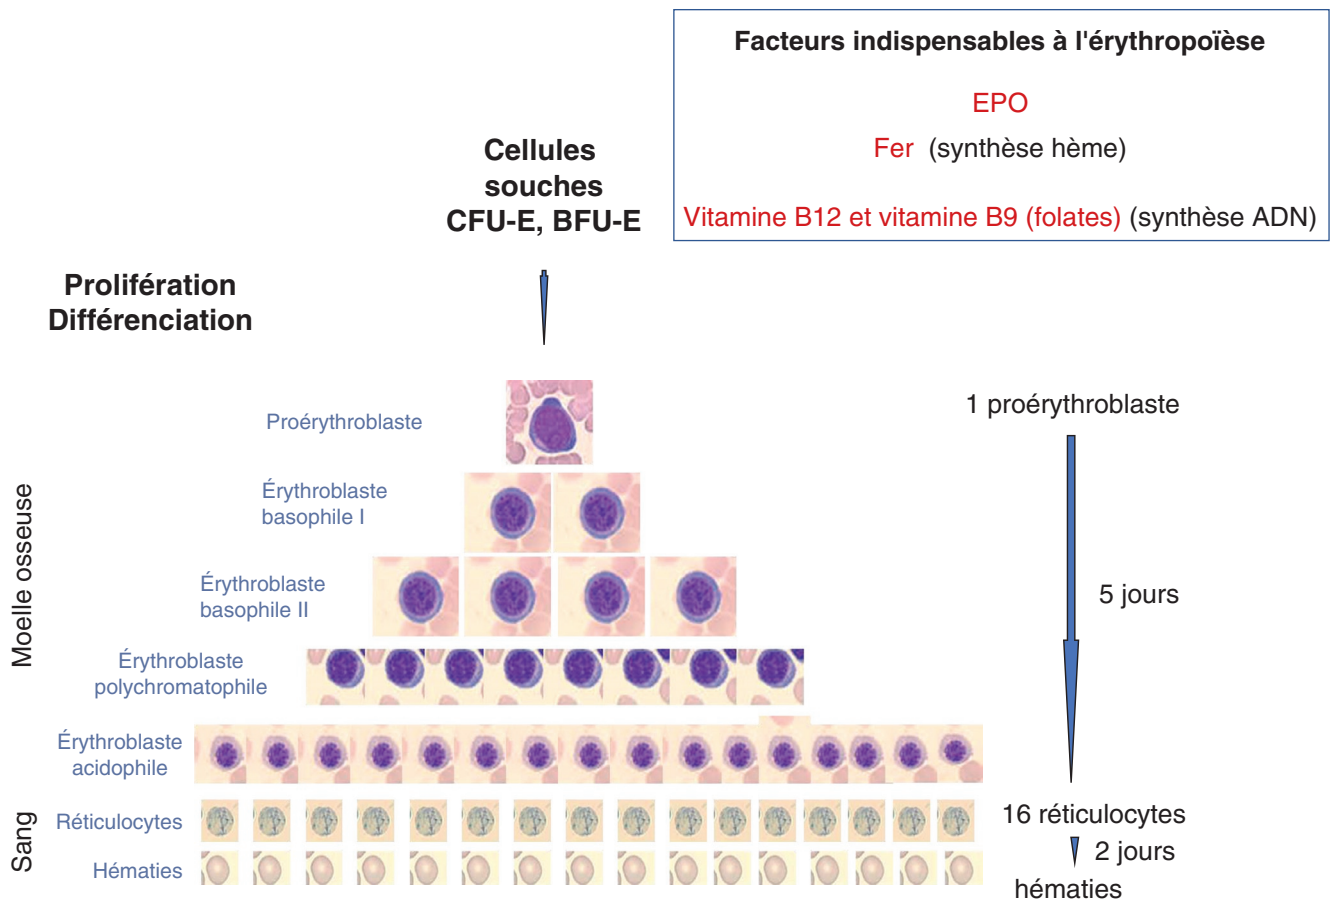 Facteurs indispensables à l'érythropoïèse
EPO
Fer (synthèse hème)
Vitamine B12 et vitamine B9 (folates) (synthèse ADN)
Cellules
souches
CFU-E, BFU-E
Prolifération
Différenciation
Moelle osseuse
Proérythroblaste
Érythroblaste
basophile I
Érythroblaste
basophile II
Érythroblaste
polychromatophile
Érythroblaste
acidophile
Sang
Réticulocytes
Hématies
1 proérythroblaste
5 jours
16 réticulocytes
2 jours
hématies